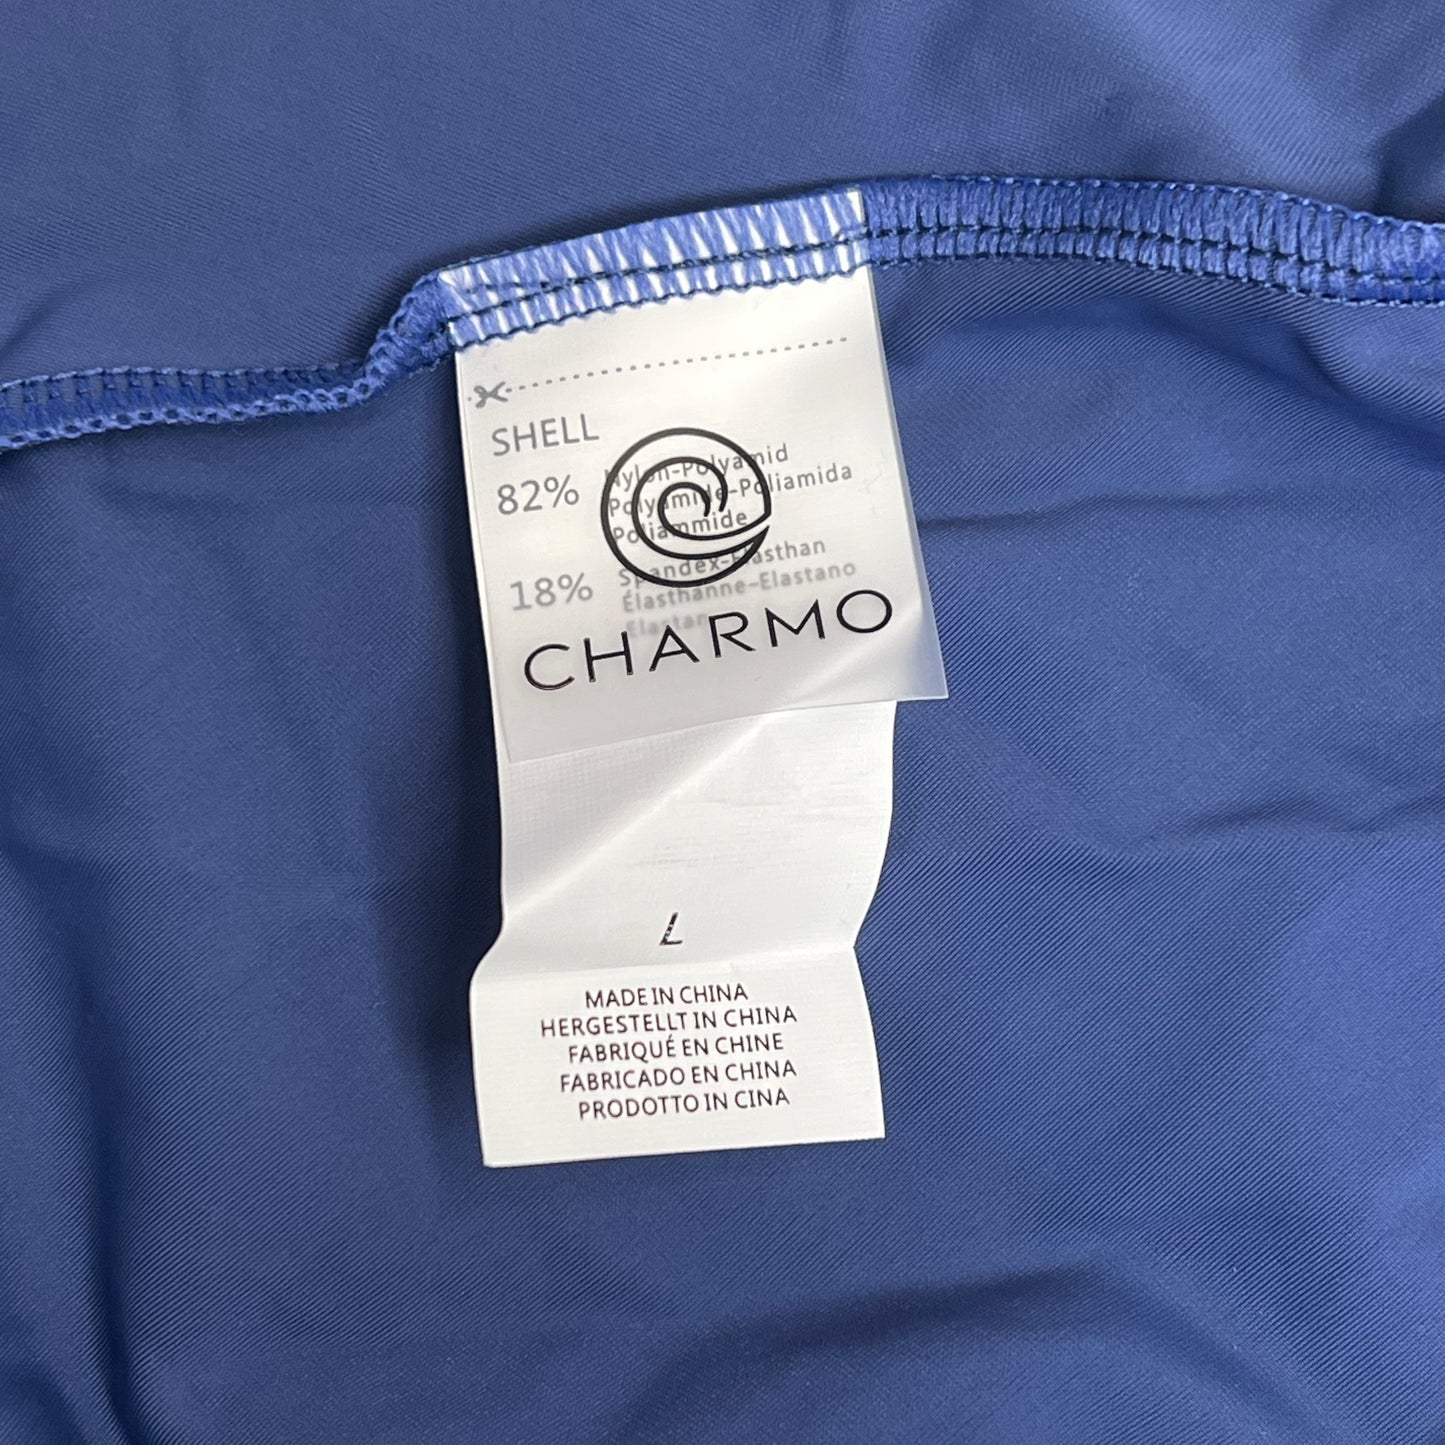 SHELL
82% Nylon-Polyamid
Polyamide-Poliamida
Poliammide
18% Spandex-Elasthan
Élasthanne-Elastano
Elastan
CHARMO
L
MADE IN CHINA
HERGESTELLT IN CHINA
FABRIQUÉ EN CHINE
FABRICADO EN CHINA
PRODOTTO IN CINA